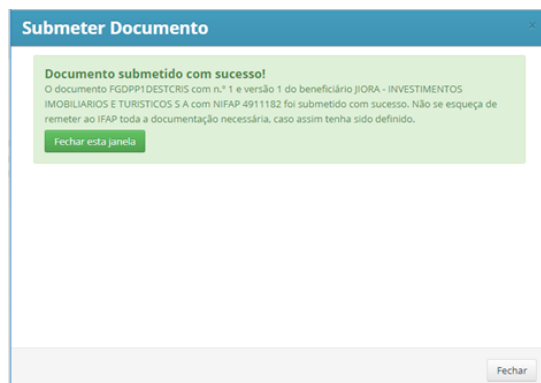 Submeter Documento
×
Documento submetido com sucesso!
O documento FGDPP1DESTCRIS com n.º 1 e versão 1 do beneficiário JIORA - INVESTIMENTOS
IMOBILIARIOS E TURISTICOS S A com NIFAP 4911182 foi submetido com sucesso. Não se esqueça de
remeter ao IFAP toda a documentação necessária, caso assim tenha sido definido.
Fechar esta janela
Fechar